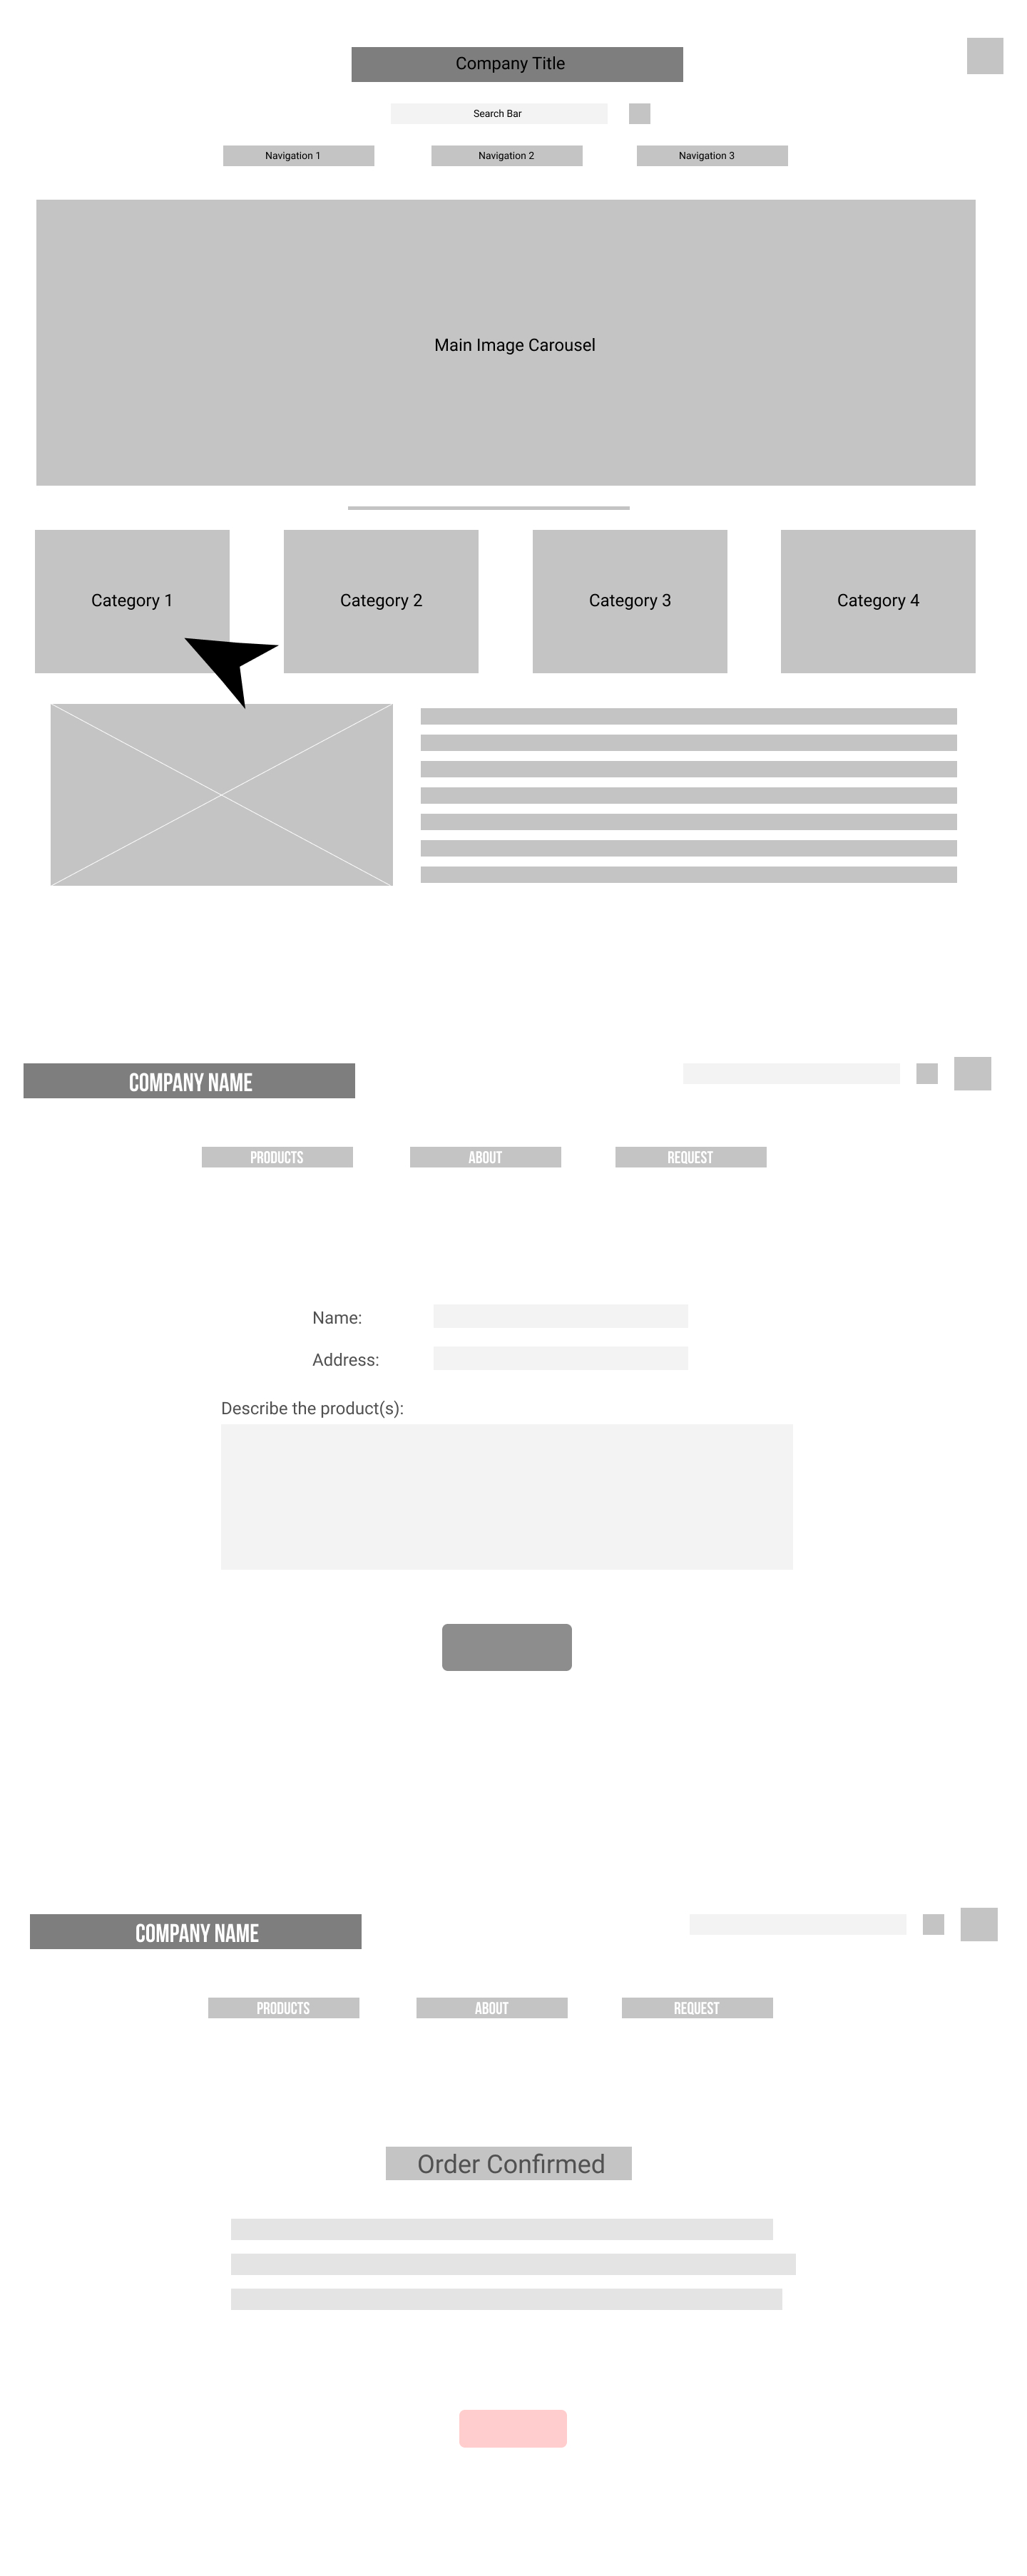 Company Title
Search Bar
Navigation 1
Navigation 2
Navigation 3
Main Image Carousel
Category 1
Category 2
Category 3
Category 4
COMPANY NAME
PRODUCTS
ABOUT
REQUEST
Name:
Address:
Describe the product(s):
COMPANY NAME
PRODUCTS
ABOUT
REQUEST
Order Confirmed